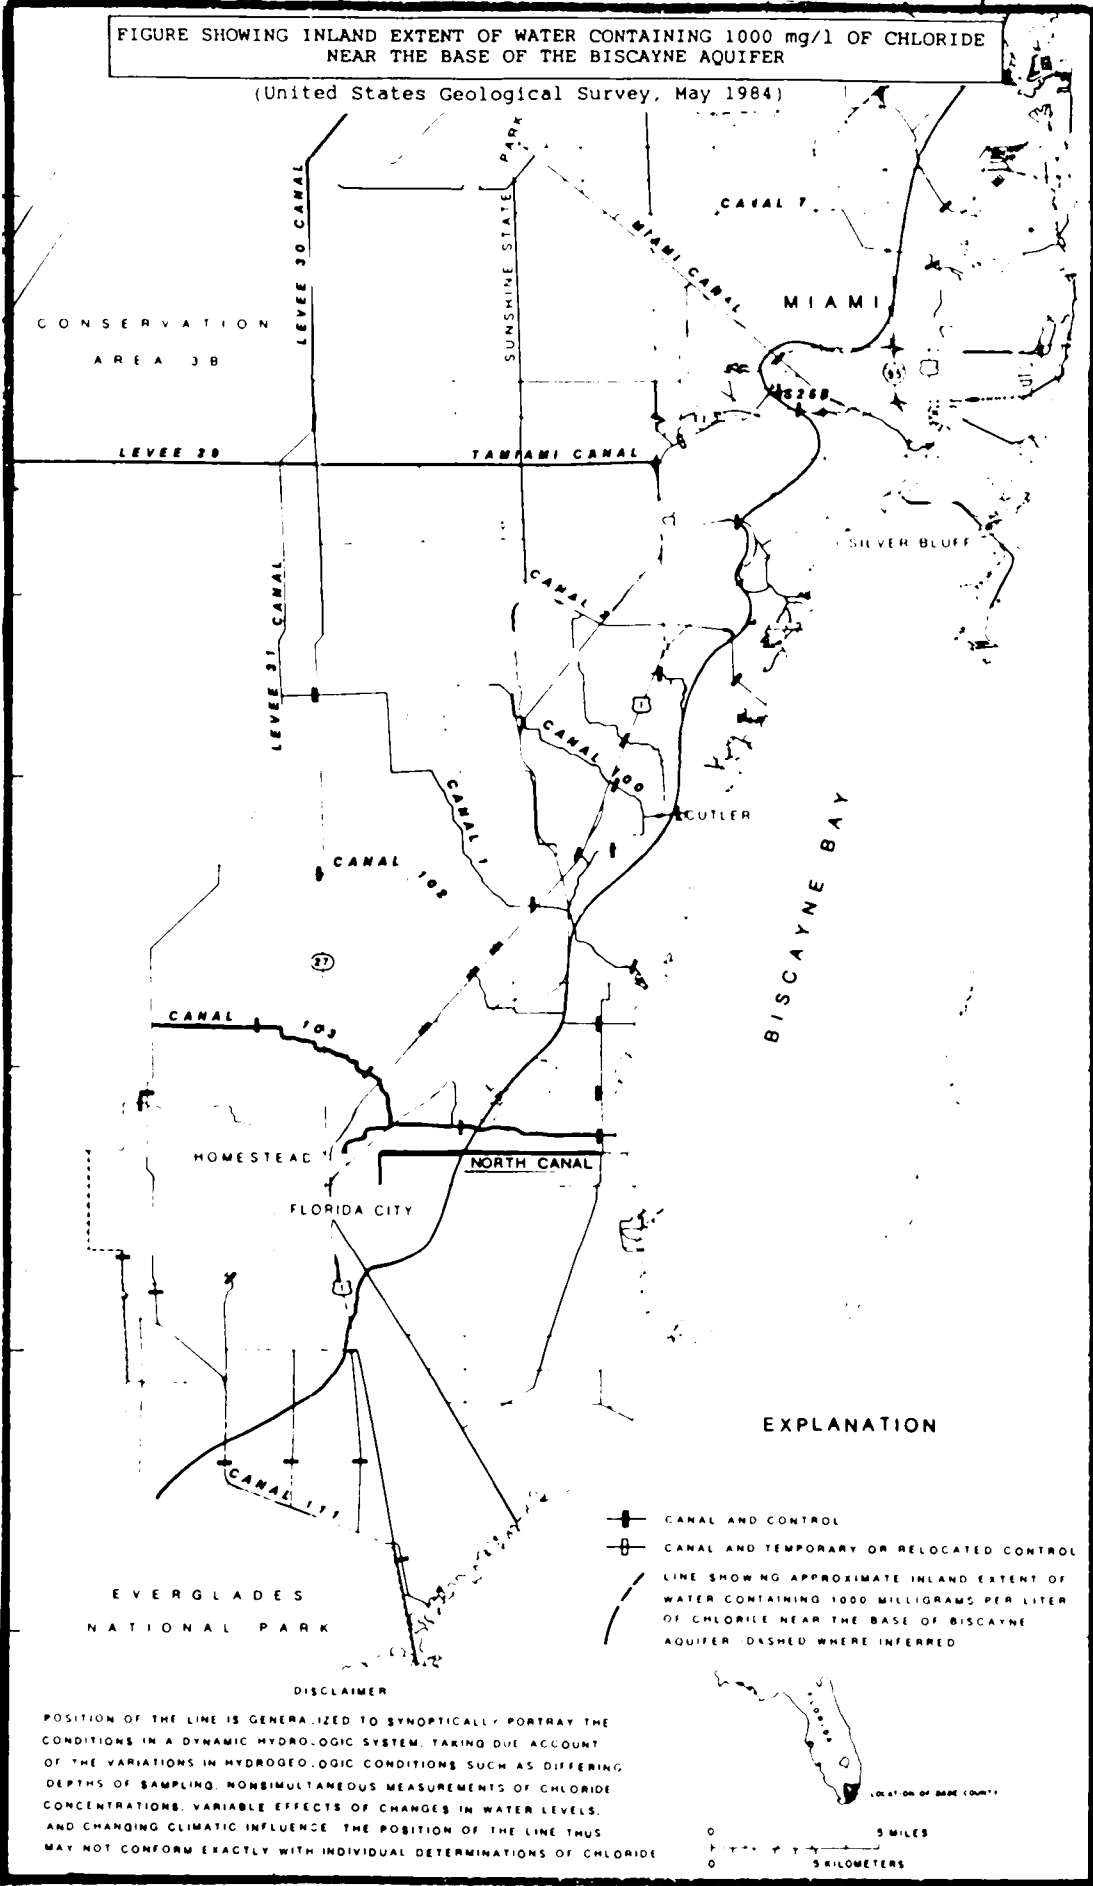 FIGURE SHOWING INLAND EXTENT OF WATER CONTAINING 1000 mg/l OF CHLORIDE
NEAR THE BASE OF THE BISCAYNE AQUIFER
(United States Geological Survey, May 1984)
PARK
SUNSHINE STATE
LEVEE 30 CANAL
CANAL 7
MIAMI CANAL
MIAMI
CONSERVATION
AREA 3B
95
S25B
LEVEE 29
TAMIAMI CANAL
SILVER BLUFF
CANAL 2
LEVEE 31 CANAL
1
CANAL 100
CANAL 1
CUTLER
BISCAYNE BAY
CANAL 102
27
CANAL 103
HOMESTEAD
NORTH CANAL
FLORIDA CITY
1
CANAL 111
EXPLANATION
CANAL AND CONTROL
CANAL AND TEMPORARY OR RELOCATED CONTROL
LINE SHOWING APPROXIMATE INLAND EXTENT OF
WATER CONTAINING 1000 MILLIGRAMS PER LITER
OF CHLORIDE NEAR THE BASE OF BISCAYNE
AQUIFER DASHED WHERE INFERRED
EVERGLADES
NATIONAL PARK
DISCLAIMER
POSITION OF THE LINE IS GENERALIZED TO SYNOPTICALLY PORTRAY THE
CONDITIONS IN A DYNAMIC HYDROLOGIC SYSTEM, TAKING DUE ACCOUNT
OF THE VARIATIONS IN HYDROGEOLOGIC CONDITIONS SUCH AS DIFFERING
DEPTHS OF SAMPLING, NONSIMULTANEOUS MEASUREMENTS OF CHLORIDE
CONCENTRATIONS, VARIABLE EFFECTS OF CHANGES IN WATER LEVELS,
AND CHANGING CLIMATIC INFLUENCE THE POSITION OF THE LINE THUS
MAY NOT CONFORM EXACTLY WITH INDIVIDUAL DETERMINATIONS OF CHLORIDE
FLORIDA
LOCATION OF DADE COUNTY
0 5 MILES
0 5 KILOMETERS